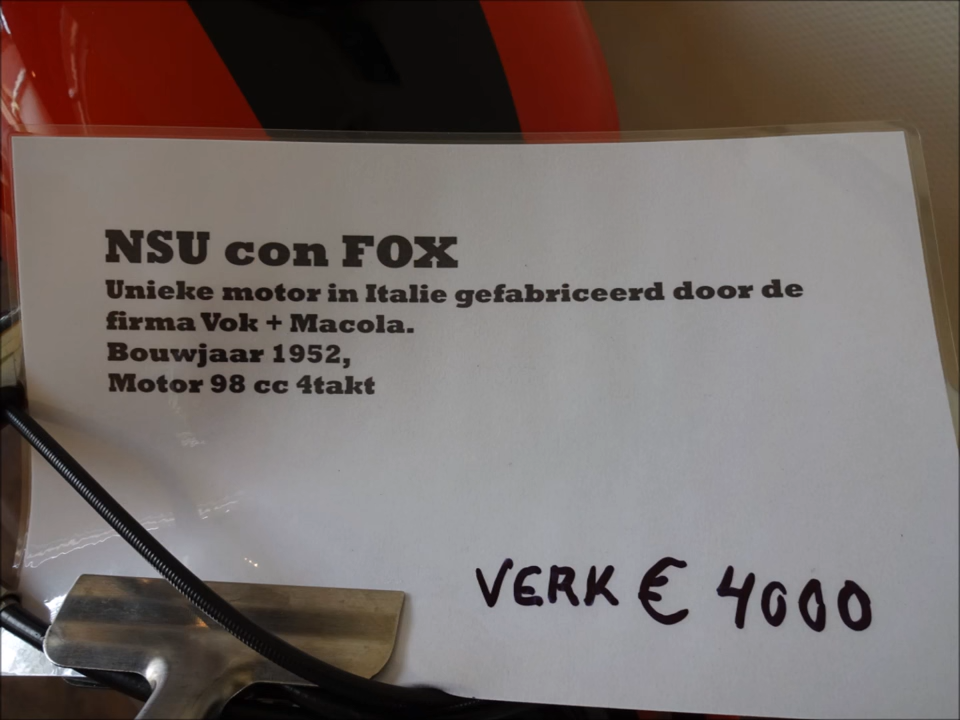 NSU con FOX
Unieke motor in Italie gefabriceerd door de
firma Vok + Macola.
Bouwjaar 1952,
Motor 98 cc 4takt
VERK € 4000